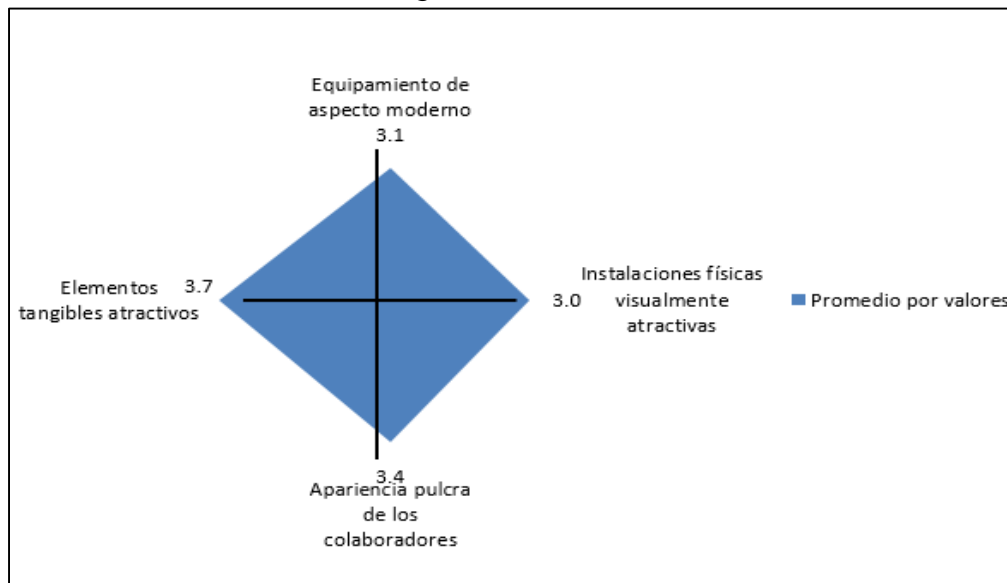 Equipamiento de
aspecto moderno
3.1
Elementos
tangibles atractivos
3.7
3.0
Instalaciones físicas
visualmente
atractivas
Promedio por valores
3.4
Apariencia pulcra
de los
colaboradores